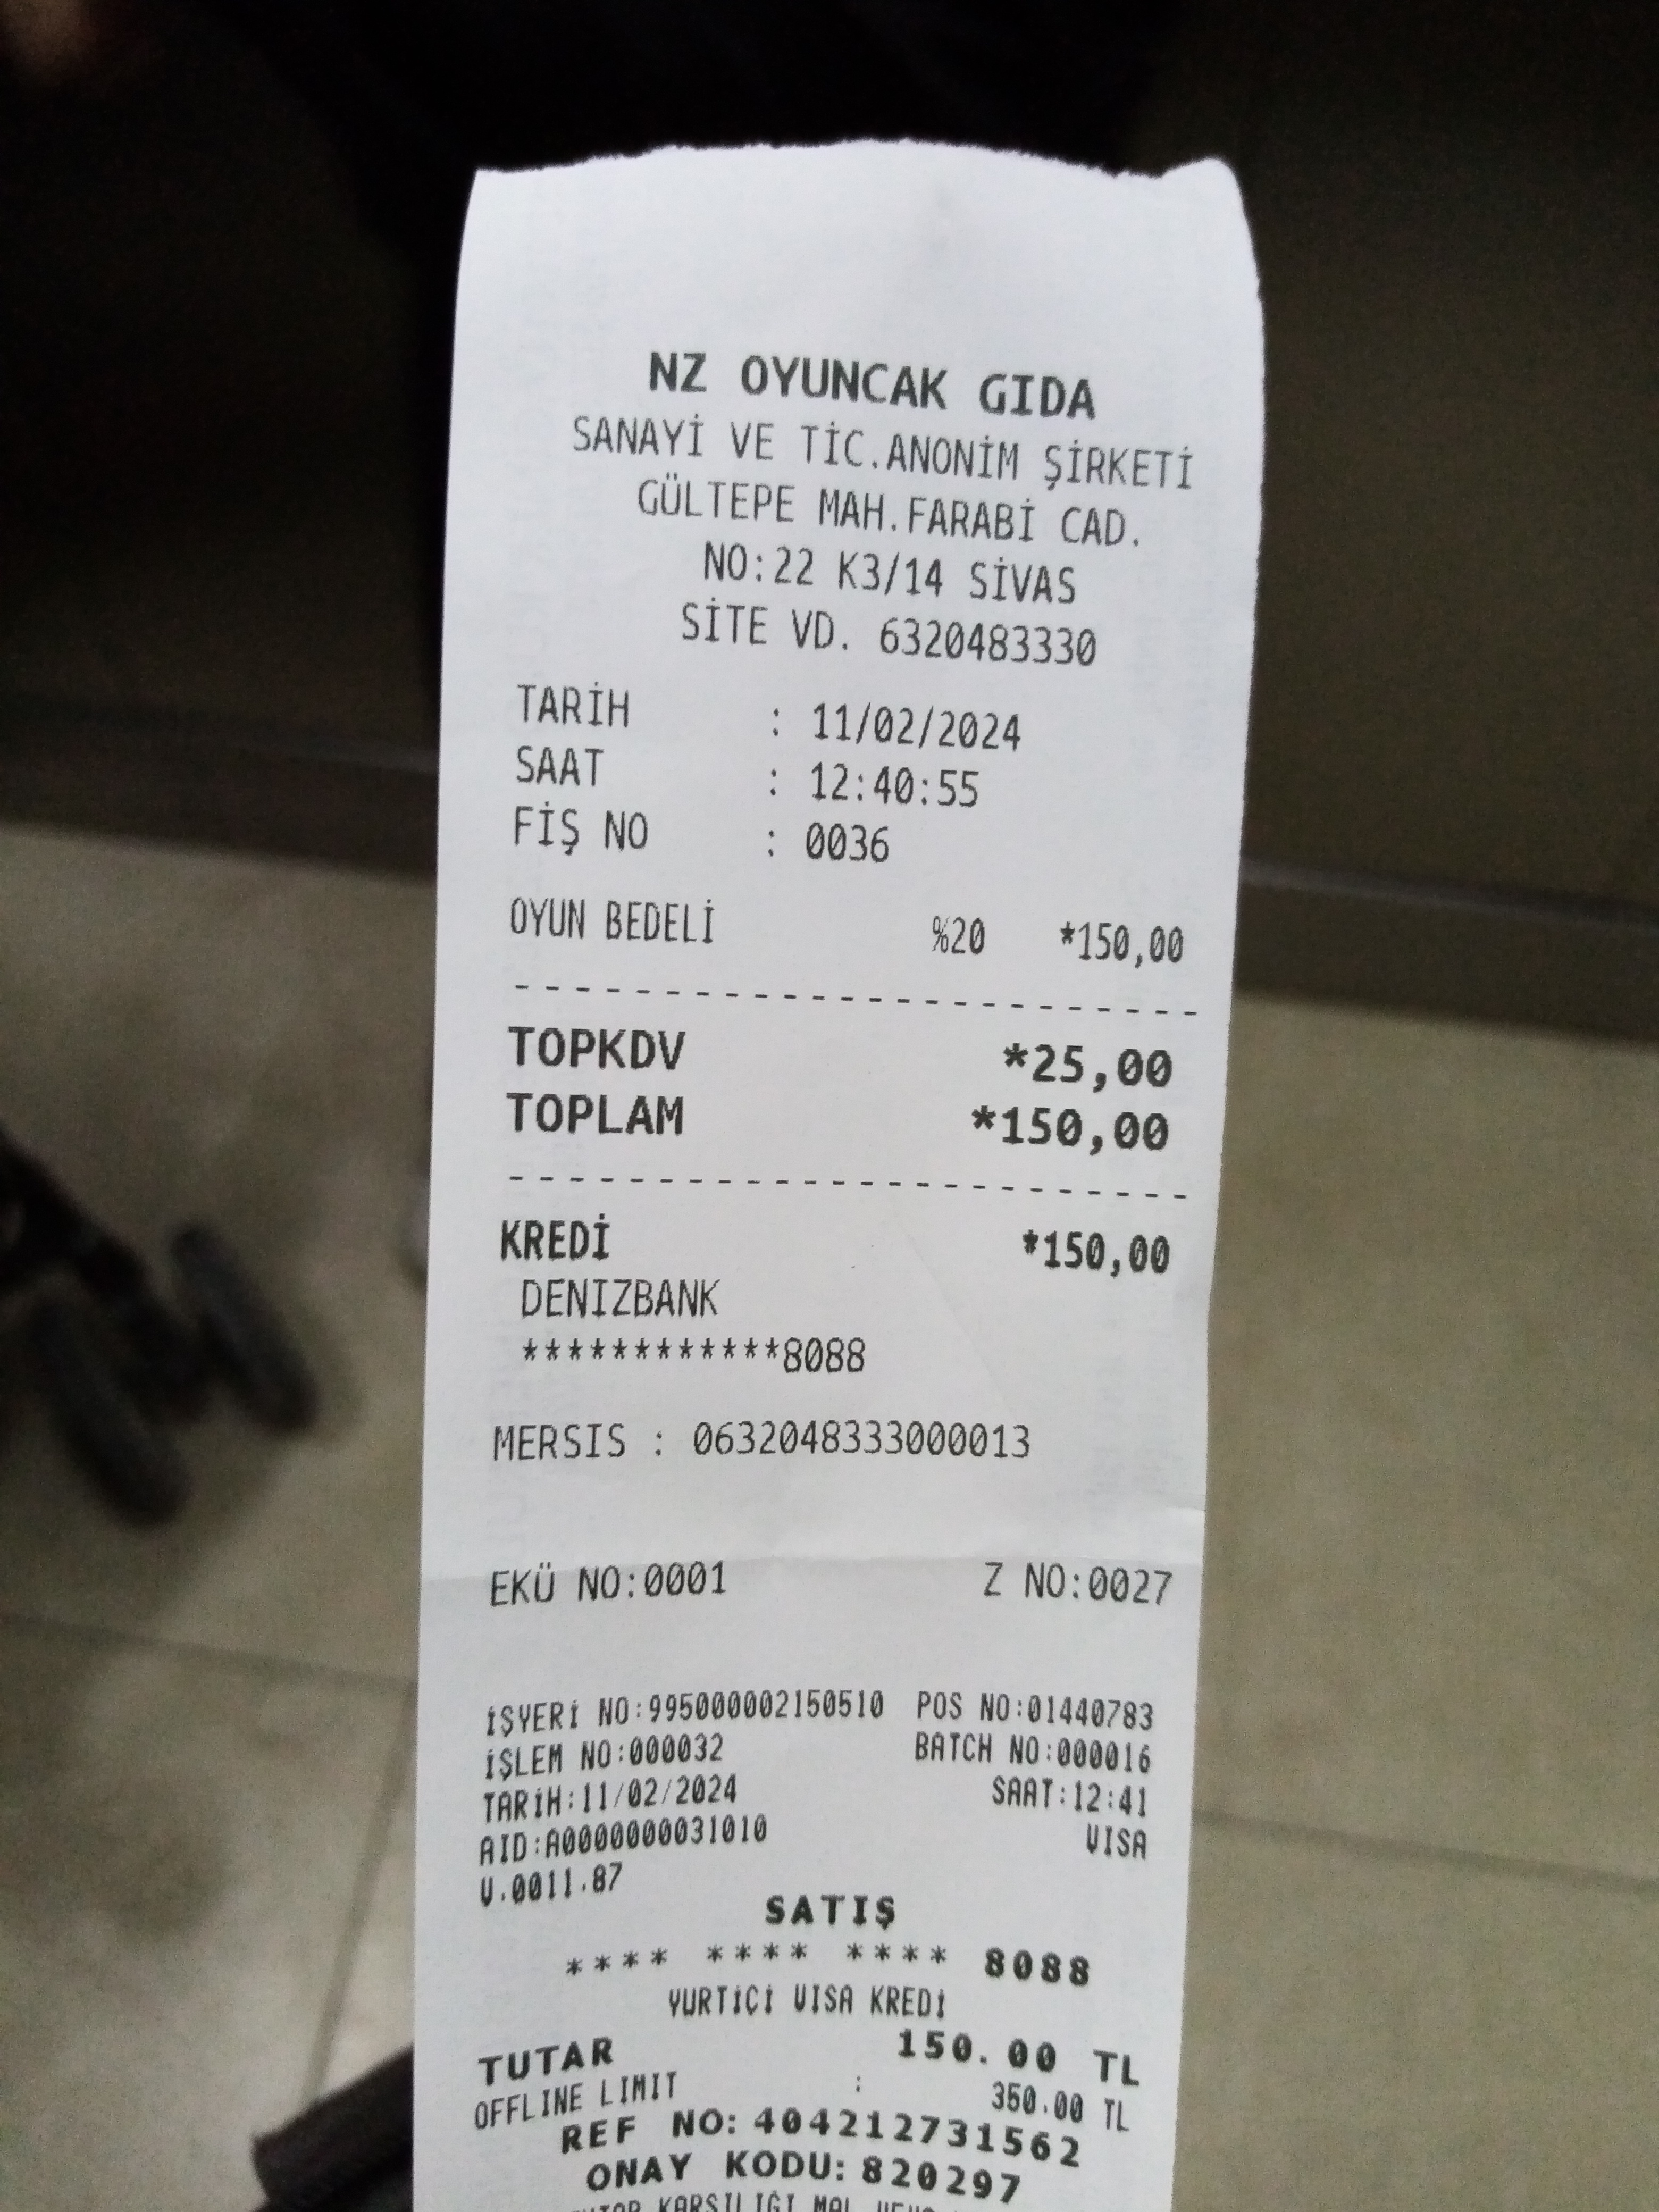 NZ OYUNCAK GIDA
SANAYİ VE TİC.ANONİM ŞİRKETİ
GÜLTEPE MAH.FARABİ CAD.
NO:22 K3/14 SİVAS
SİTE VD. 6320483330
TARİH : 11/02/2024
SAAT : 12:40:55
FİŞ NO : 0036
OYUN BEDELİ %20 *150,00
TOPKDV *25,00
TOPLAM *150,00
KREDİ *150,00
DENIZBANK
************8088
MERSIS : 0632048333000013
EKÜ NO:0001 Z NO:0027
İŞYERİ NO:995000002150510 POS NO:01440783
İŞLEM NO:000032 BATCH NO:000016
TARİH:11/02/2024 SAAT:12:41
AID:A0000000031010 VISA
V.0011.87
SATIŞ
**** **** **** 8088
YURTİÇİ VISA KREDİ
TUTAR 150.00 TL
OFFLINE LIMIT : 350.00 TL
REF NO: 404212731562
ONAY KODU: 820297
KARŞILIĞI MAL